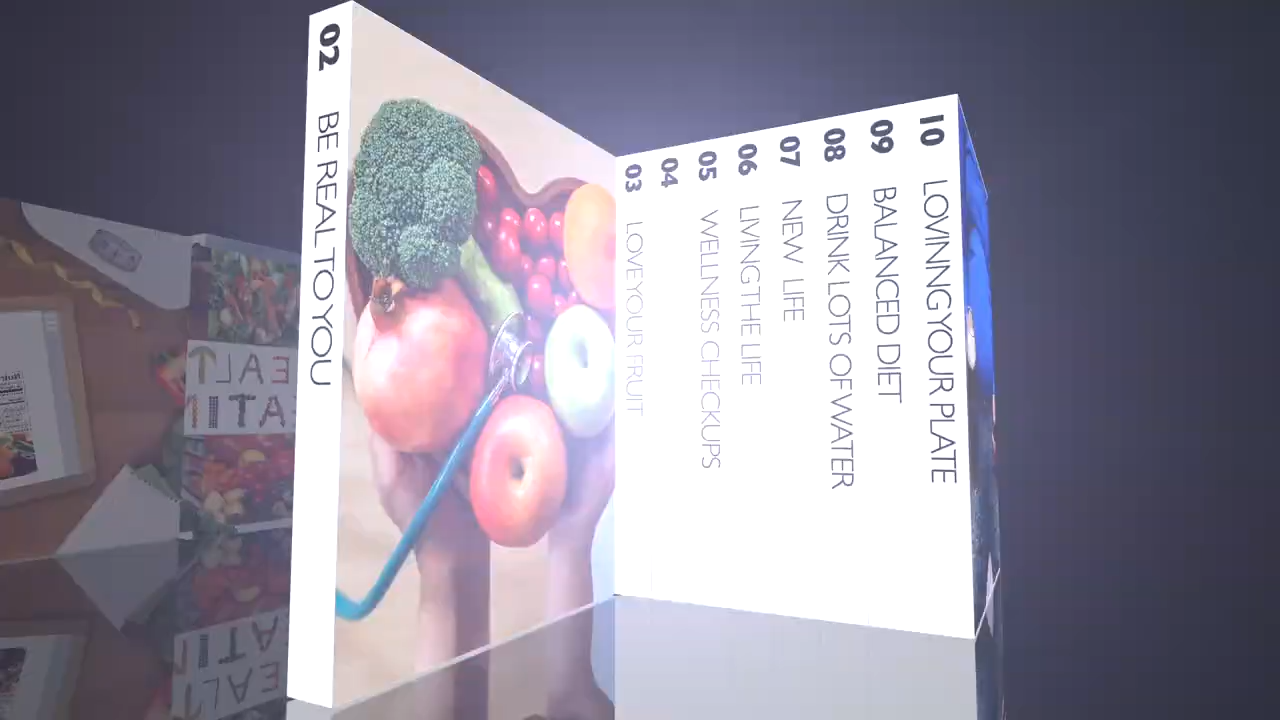 02 BE REAL TO YOU
03 LOVE YOUR FRUIT
04
05 WELLNESS CHECKUPS
06 LIVING THE LIFE
07 NEW LIFE
08 DRINK LOTS OF WATER
09 BALANCED DIET
10 LOVINNG YOUR PLATE